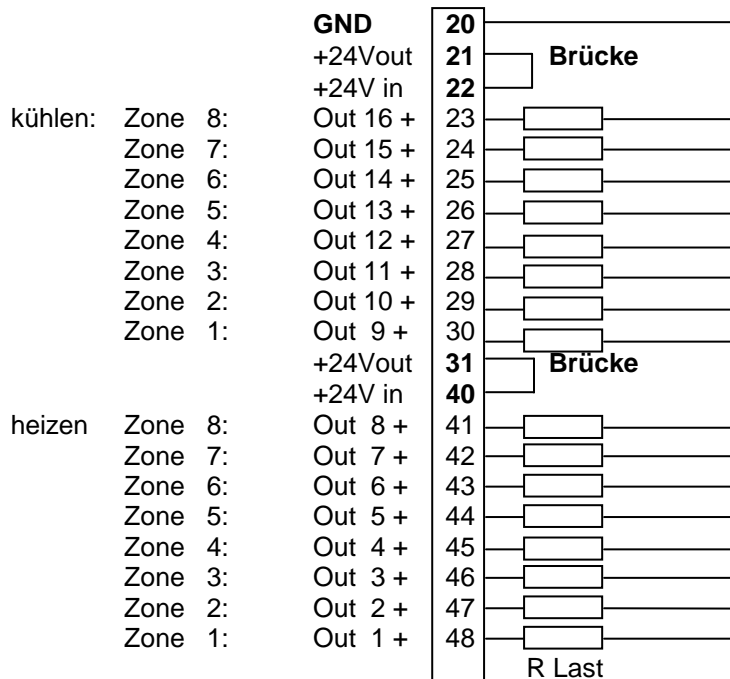 GND 20
+24Vout 21 Brücke
+24V in 22
kühlen: Zone 8: Out 16 + 23
Zone 7: Out 15 + 24
Zone 6: Out 14 + 25
Zone 5: Out 13 + 26
Zone 4: Out 12 + 27
Zone 3: Out 11 + 28
Zone 2: Out 10 + 29
Zone 1: Out 9 + 30
+24Vout 31 Brücke
+24V in 40
heizen Zone 8: Out 8 + 41
Zone 7: Out 7 + 42
Zone 6: Out 6 + 43
Zone 5: Out 5 + 44
Zone 4: Out 4 + 45
Zone 3: Out 3 + 46
Zone 2: Out 2 + 47
Zone 1: Out 1 + 48
R Last